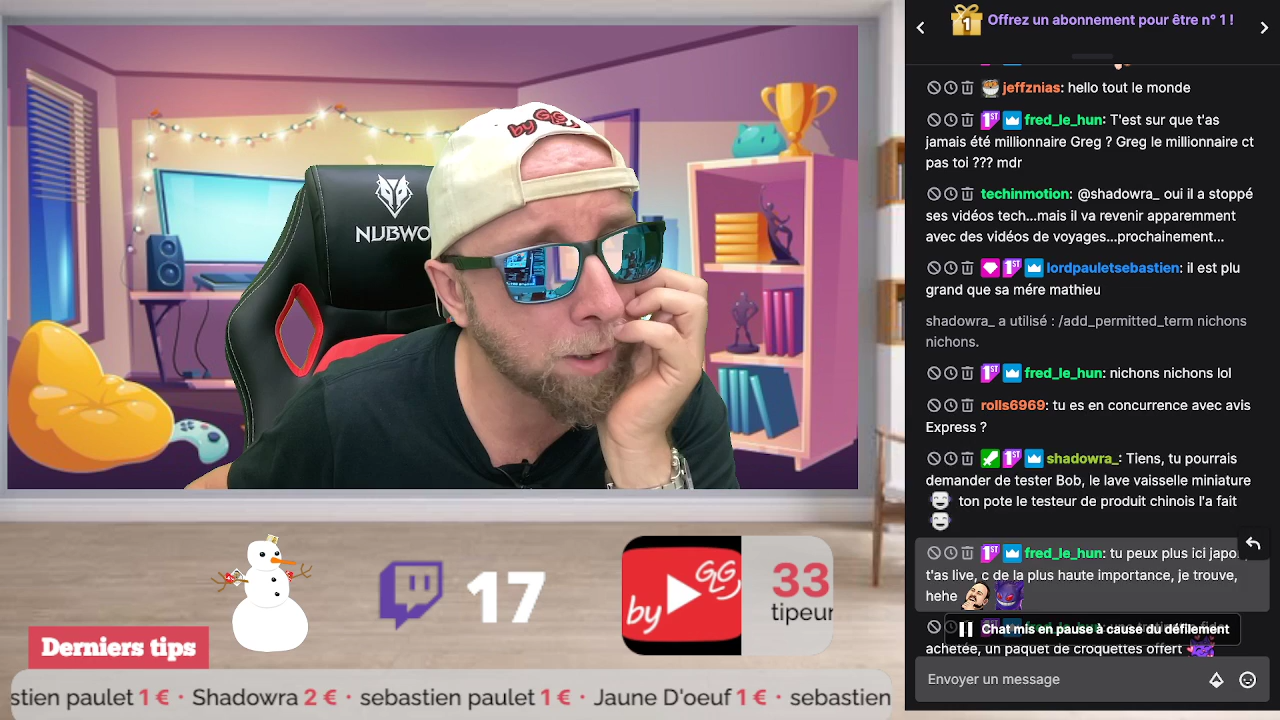 Offrez un abonnement pour être n° 1 !
1
jeffznias: hello tout le monde
1ST fred_le_hun: T'est sur que t'as
jamais été millionnaire Greg ? Greg le millionnaire ct
pas toi ??? mdr
techinmotion: @shadowra_ oui il a stoppé
ses vidéos tech...mais il va revenir apparemment
avec des vidéos de voyages...prochainement...
1ST lordpauletsebastien: il est plu
grand que sa mére mathieu
shadowra_ a utilisé : /add_permitted_term nichons
nichons.
1ST fred_le_hun: nichons nichons lol
rolls6969: tu es en concurrence avec avis
Express ?
1ST shadowra_: Tiens, tu pourrais
demander de tester Bob, le lave vaisselle miniature
ton pote le testeur de produit chinois l'a fait
1ST fred_le_hun: tu peux plus ici japo
t'as live, c de la plus haute importance, je trouve,
hehe
Chat mis en pause à cause du défilement
achetée, un paquet de croquettes offert
Envoyer un message
by GG
NUBWO
17
by GG
33
tipeur
Derniers tips
stien paulet 1 € · Shadowra 2 € · sebastien paulet 1 € · Jaune D'oeuf 1 € · sebastien